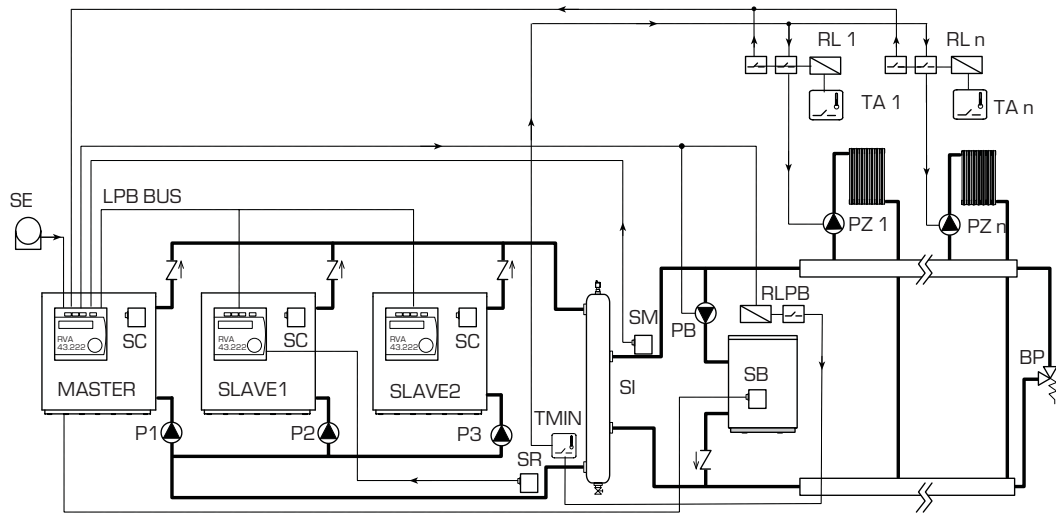 RL 1
RL n
TA 1
TA n
SE
LPB BUS
PZ 1
PZ n
RVA
43.222
SC
MASTER
RVA
43.222
SC
SLAVE1
RVA
43.222
SC
SLAVE2
SM
SI
PB
RLPB
SB
BP
P1
P2
P3
TMIN
SR